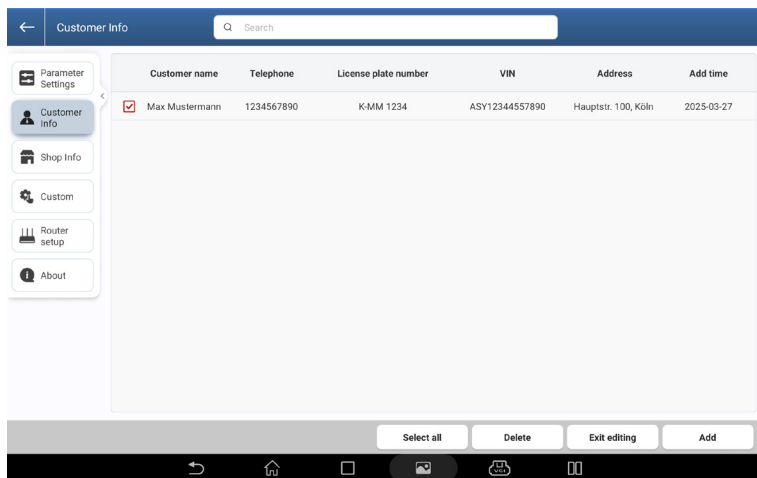 Customer Info
Search
Parameter
Settings
Customer
Info
Shop Info
Custom
Router
setup
About
Customer name Telephone License plate number VIN Address Add time
Max Mustermann 1234567890 K-MM 1234 ASY12344557890 Hauptstr. 100, Köln 2025-03-27
Select all Delete Exit editing Add
VCI